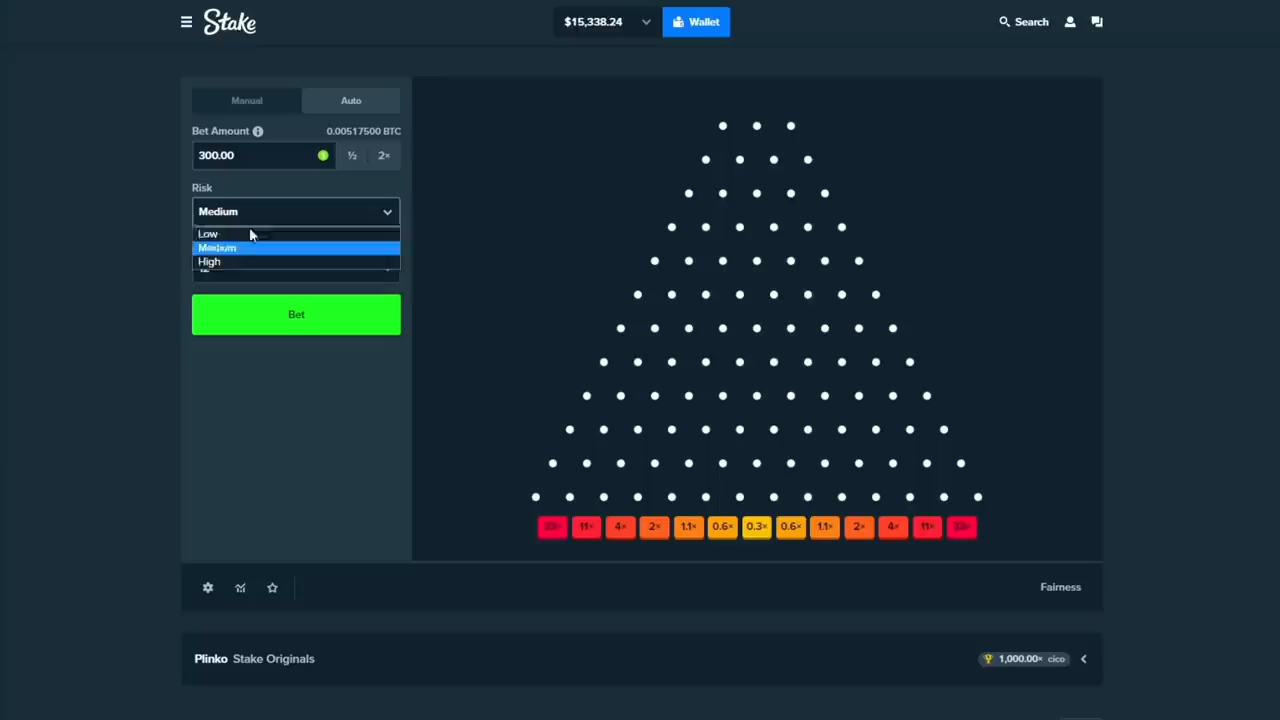 Stake
$15,338.24
Wallet
Search
Manual
Auto
Bet Amount
0.00517500 BTC
300.00
½
2×
Risk
Medium
Low
Medium
High
Bet
11×
4×
2×
1.1×
0.6×
0.3×
0.6×
1.1×
2×
4×
11×
Fairness
Plinko Stake Originals
1,000.00× cico